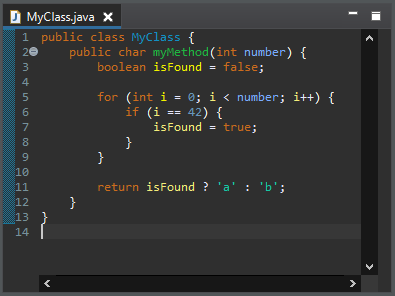 MyClass.java
1 public class MyClass {
2 public char myMethod(int number) {
3 boolean isFound = false;
4
5 for (int i = 0; i < number; i++) {
6 if (i == 42) {
7 isFound = true;
8 }
9 }
10
11 return isFound ? 'a' : 'b';
12 }
13 }
14